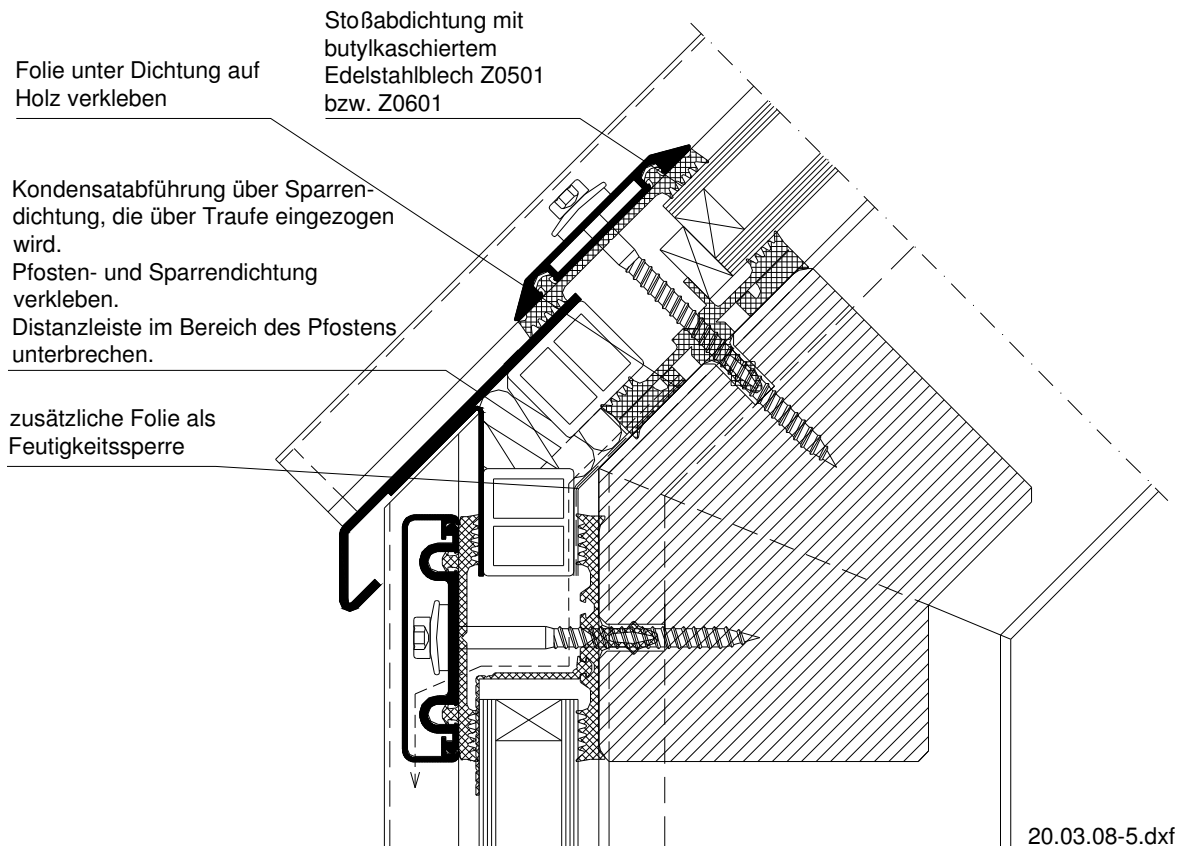 Stoßabdichtung mit
butylkaschiertem
Edelstahlblech Z0501
bzw. Z0601
Folie unter Dichtung auf
Holz verkleben
Kondensatabführung über Sparren-
dichtung, die über Traufe eingezogen
wird.
Pfosten- und Sparrendichtung
verkleben.
Distanzleiste im Bereich des Pfostens
unterbrechen.
zusätzliche Folie als
Feutigkeitssperre
20.03.08-5.dxf